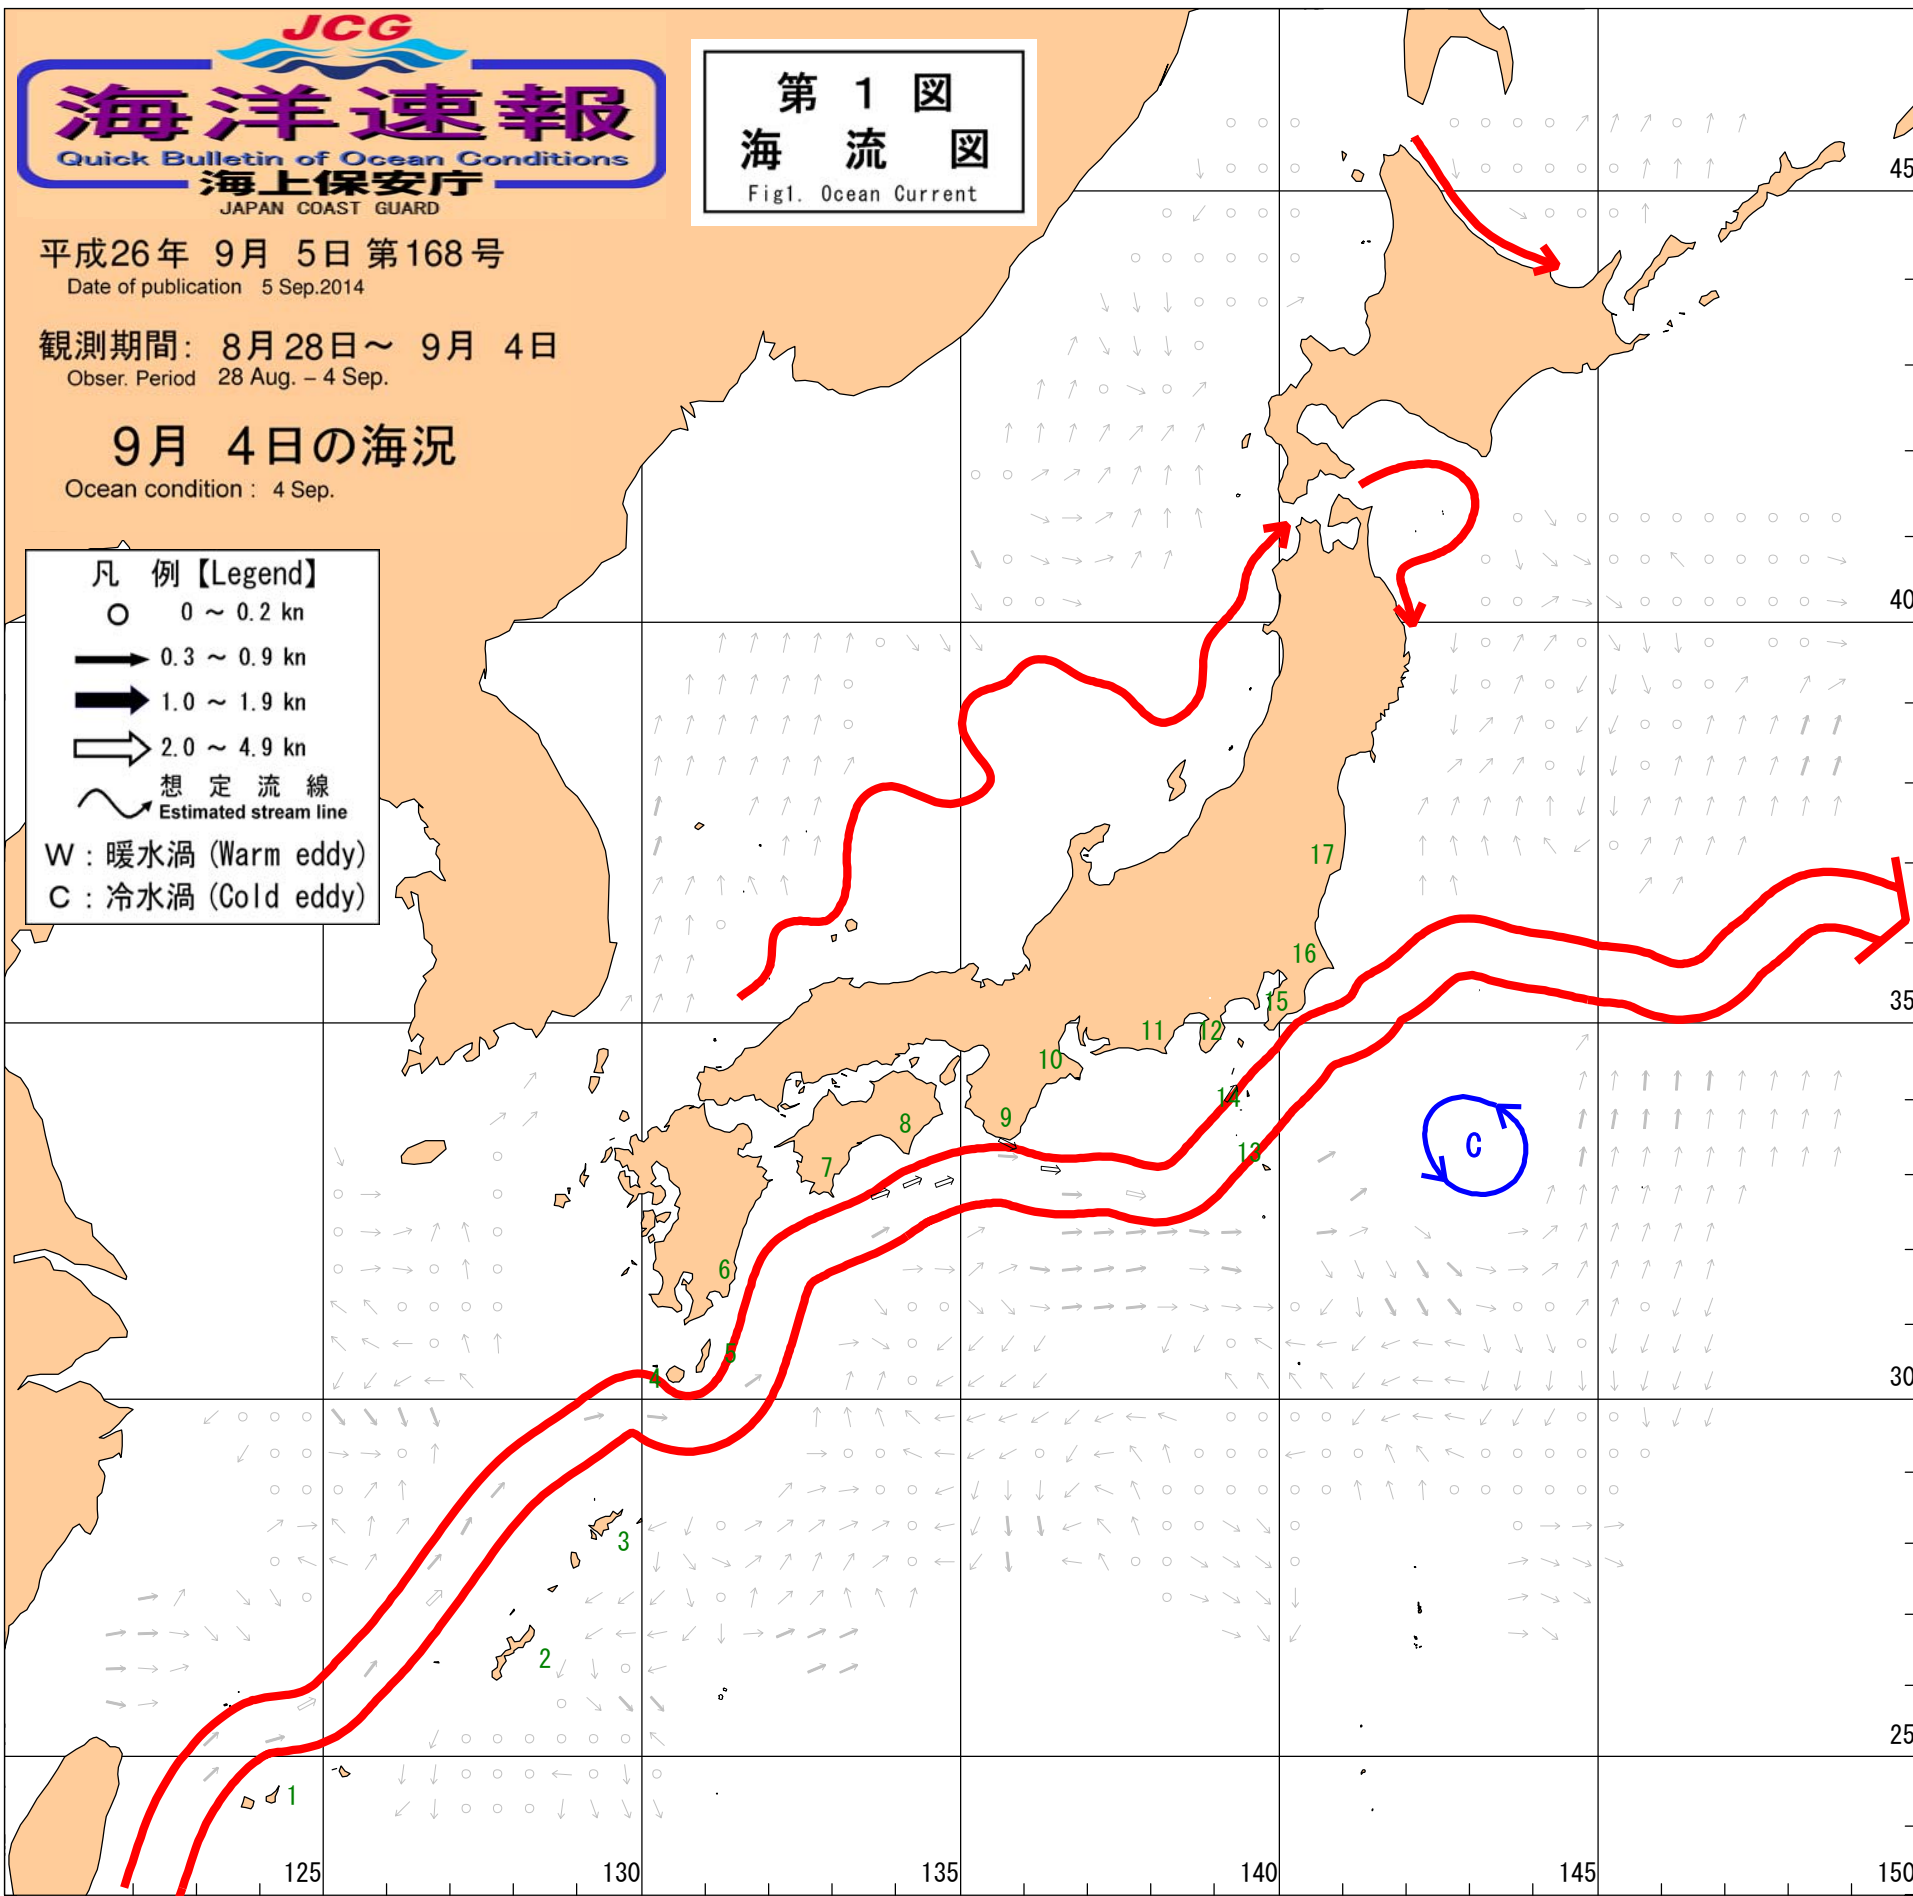 JCG
海洋速報
Quick Bulletin of Ocean Conditions
海上保安庁
JAPAN COAST GUARD
第 1 図
海 流 図
Fig1. Ocean Current
平成26年 9月 5日 第168号
Date of publication 5 Sep.2014
観測期間: 8月28日～ 9月 4日
Obser. Period 28 Aug. – 4 Sep.
9月 4日の海況
Ocean condition : 4 Sep.
凡 例【Legend】
0 ～ 0.2 kn
0.3 ～ 0.9 kn
1.0 ～ 1.9 kn
2.0 ～ 4.9 kn
想 定 流 線
Estimated stream line
W : 暖水渦 (Warm eddy)
C : 冷水渦 (Cold eddy)
45
40
35
30
25
17
16
15
14
13
12
11
10
9
8
7
6
5
4
3
2
1
C
125
130
135
140
145
150